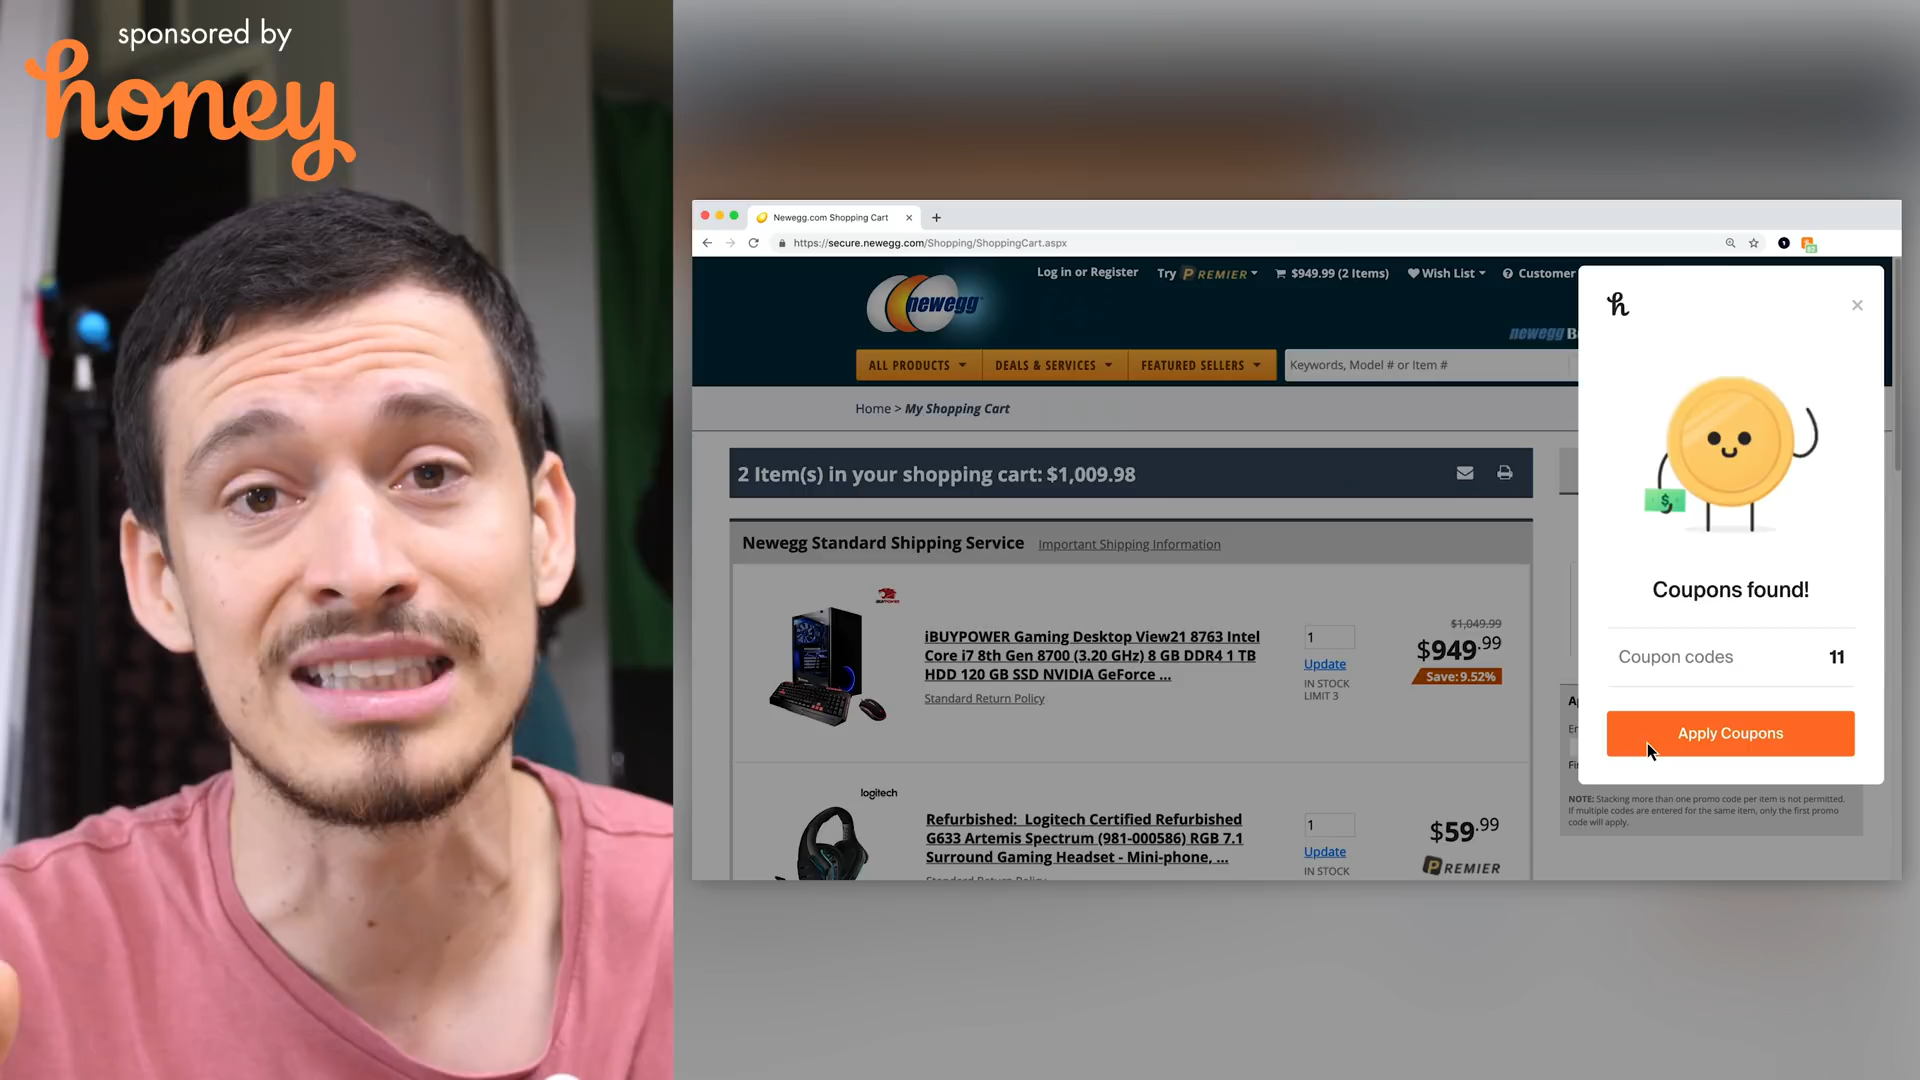 sponsored by
honey
Newegg.com Shopping Cart
https://secure.newegg.com/Shopping/ShoppingCart.aspx
Log in or Register Try PREMIER $949.99 (2 Items) Wish List Customer
newegg
newegg B
ALL PRODUCTS DEALS & SERVICES FEATURED SELLERS Keywords, Model # or Item #
Home > My Shopping Cart
2 Item(s) in your shopping cart: $1,009.98
Newegg Standard Shipping Service Important Shipping Information
iBUYPOWER Gaming Desktop View21 8763 Intel
Core i7 8th Gen 8700 (3.20 GHz) 8 GB DDR4 1 TB
HDD 120 GB SSD NVIDIA GeForce ...
Standard Return Policy
1
Update
IN STOCK
LIMIT 3
$1,049.99
$949.99
Save: 9.52%
logitech
Refurbished: Logitech Certified Refurbished
G633 Artemis Spectrum (981-000586) RGB 7.1
Surround Gaming Headset - Mini-phone, ...
Standard Return Policy
1
Update
IN STOCK
$59.99
PREMIER
h
$
Coupons found!
Coupon codes 11
Apply Coupons
NOTE: Stacking more than one promo code per item is not permitted.
If multiple codes are entered for the same item, only the first promo
code will apply.